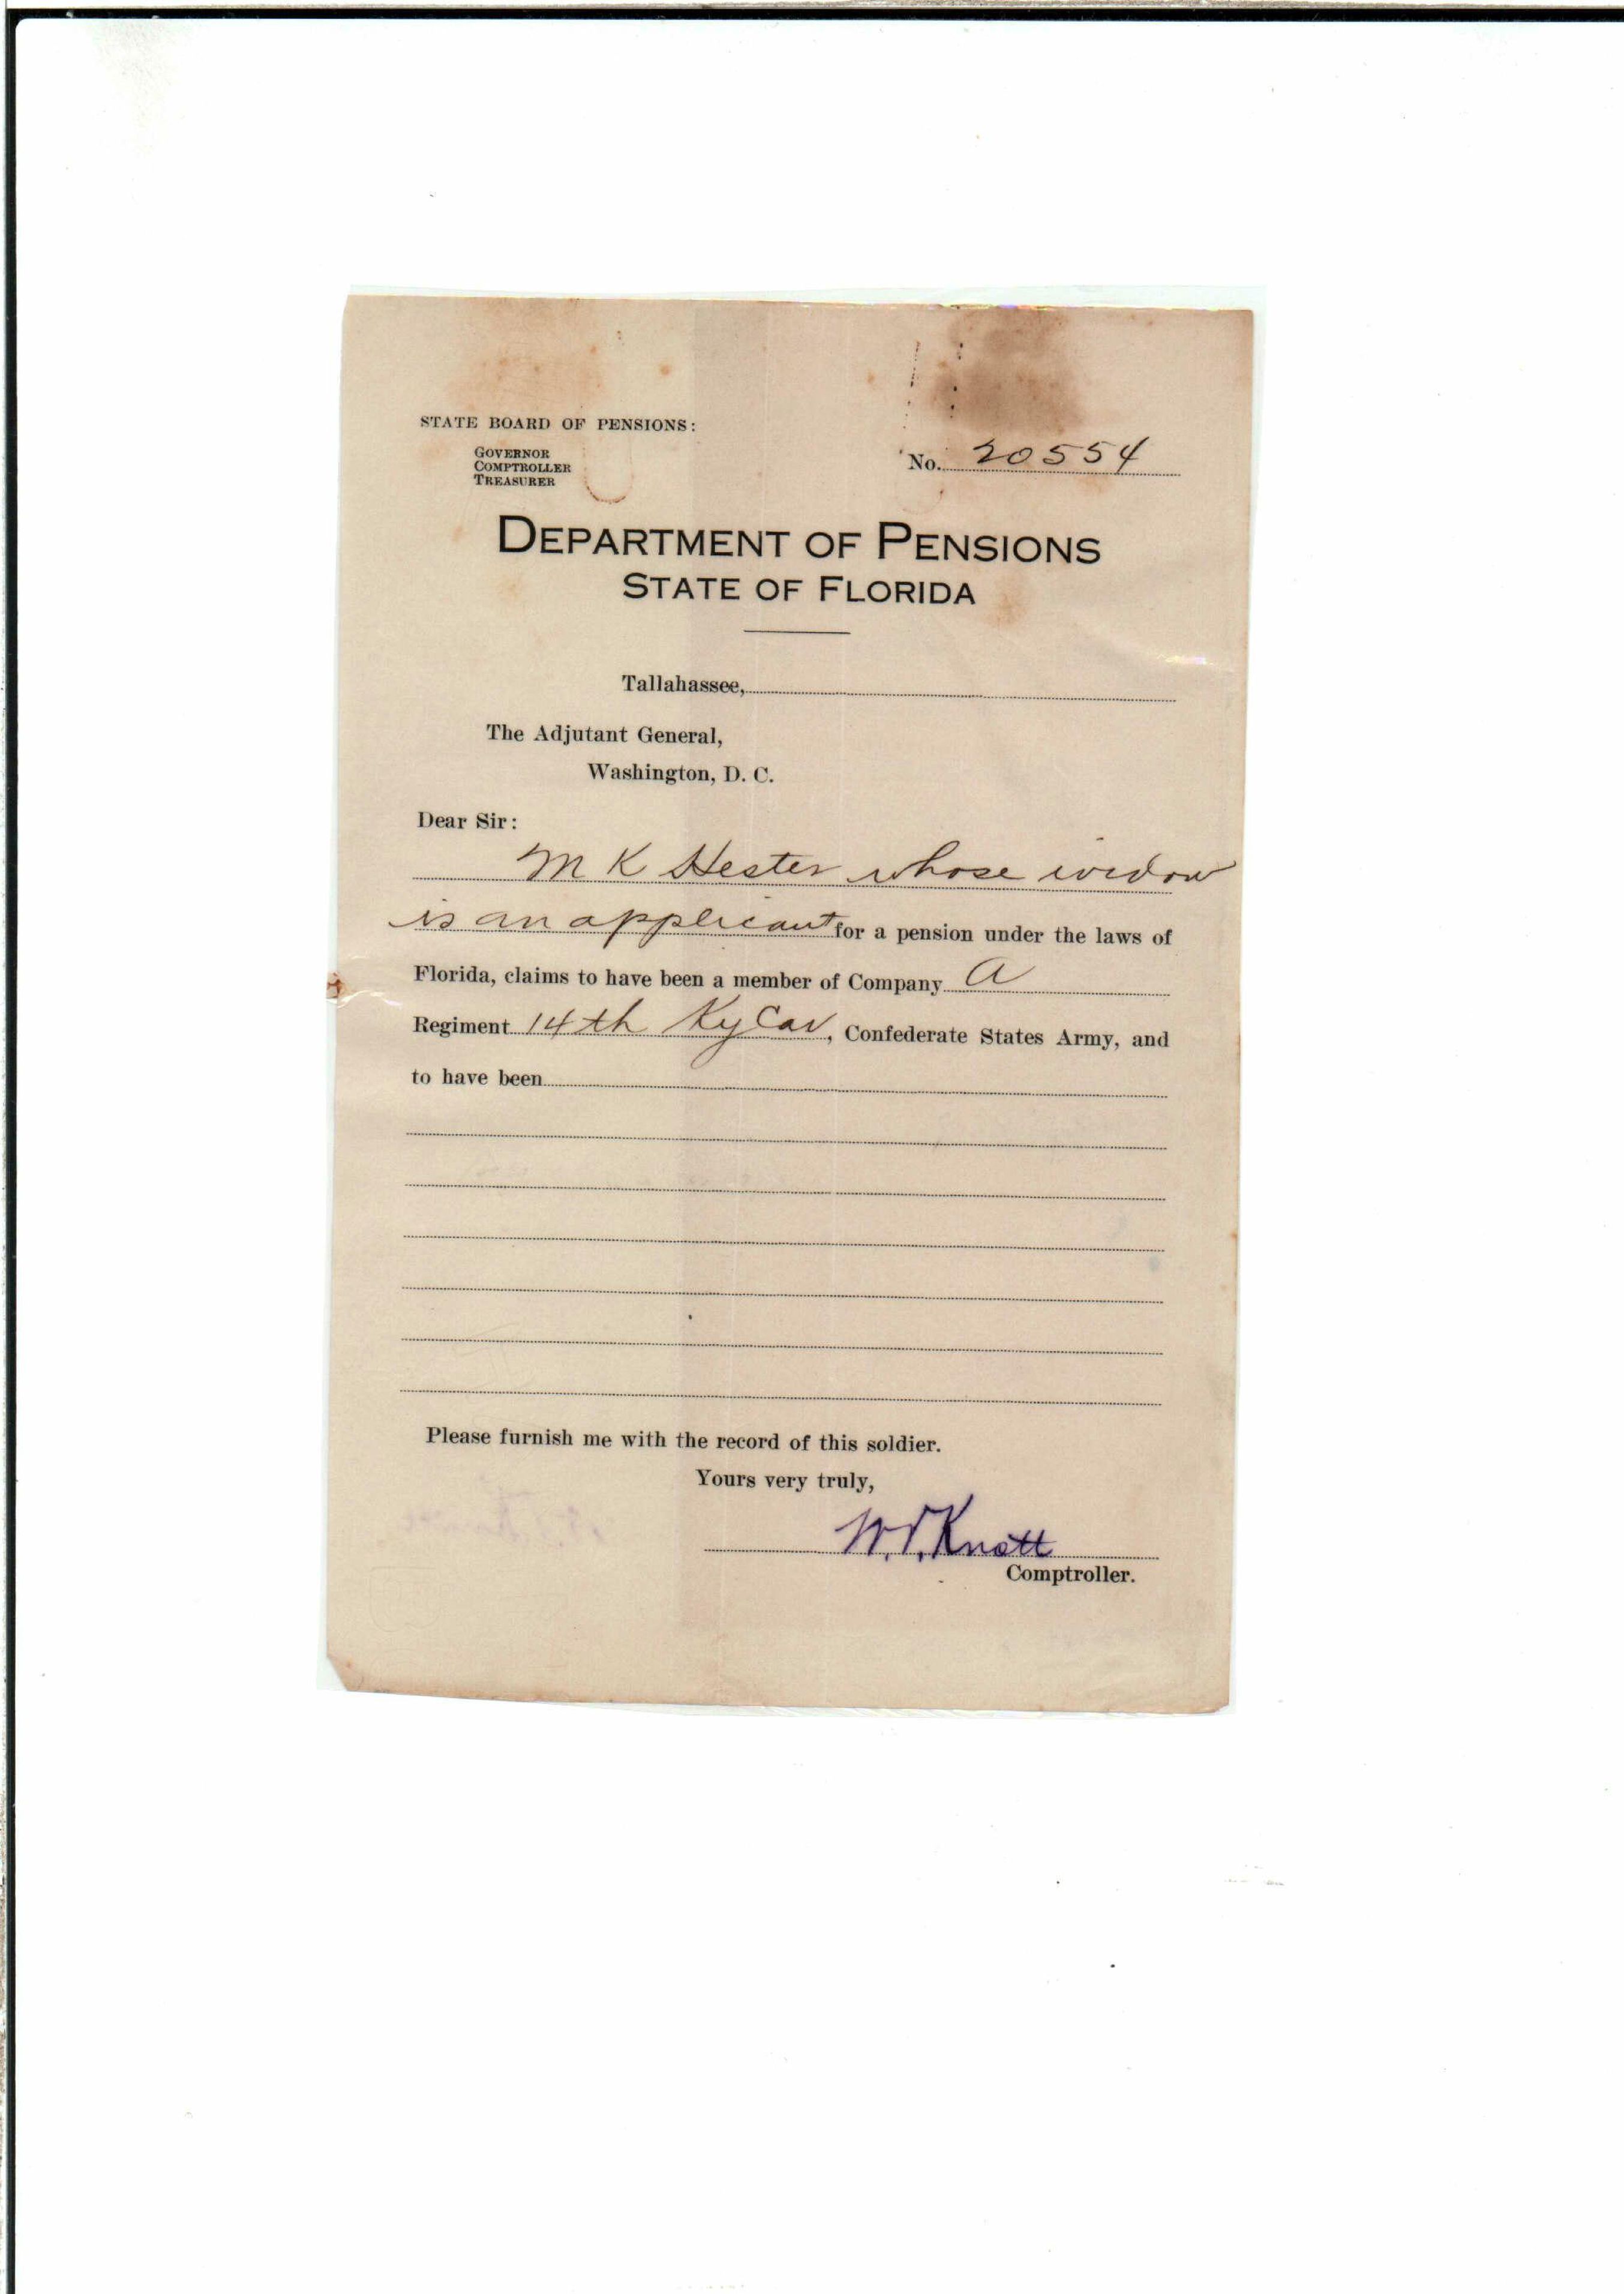 STATE BOARD OF PENSIONS:
GOVERNOR
COMPTROLLER
TREASURER
No. 20554
DEPARTMENT OF PENSIONS
STATE OF FLORIDA
Tallahassee,
The Adjutant General,
Washington, D. C.
Dear Sir:
M K Hester whose widow
is an applicant for a pension under the laws of
Florida, claims to have been a member of Company A
Regiment 14th Ky Cav, Confederate States Army, and
to have been
Please furnish me with the record of this soldier.
Yours very truly,
W.V. Knott
Comptroller.